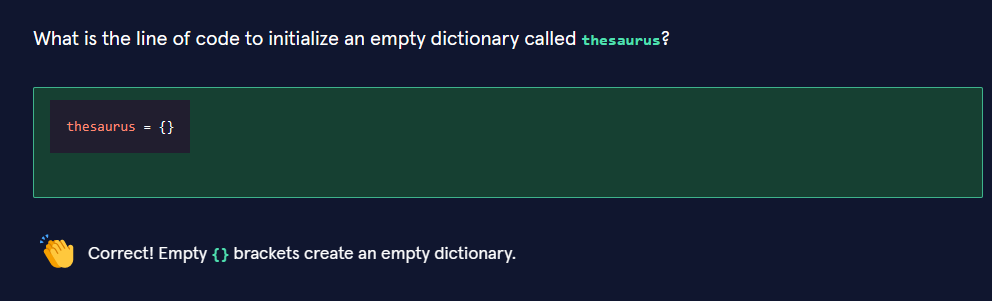 What is the line of code to initialize an empty dictionary called thesaurus?
thesaurus = {}
Correct! Empty {} brackets create an empty dictionary.